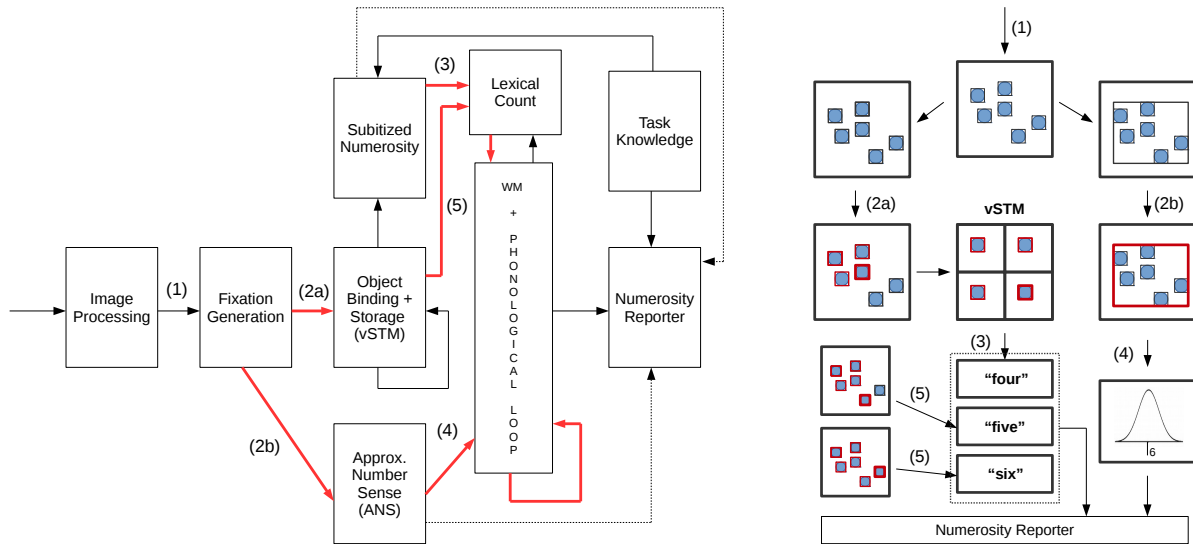 (3)
Lexical
Count
Subitized
Numerosity
Task
Knowledge
(5)
WM
+
PHONOLOGICAL
LOOP
Image
Processing
(1)
Fixation
Generation
(2a)
Object
Binding +
Storage
(vSTM)
Numerosity
Reporter
(2b)
(4)
Approx.
Number
Sense
(ANS)
(1)
(2a)
vSTM
(2b)
(3)
(4)
(5)
“four”
“five”
(5)
“six”
6
Numerosity Reporter